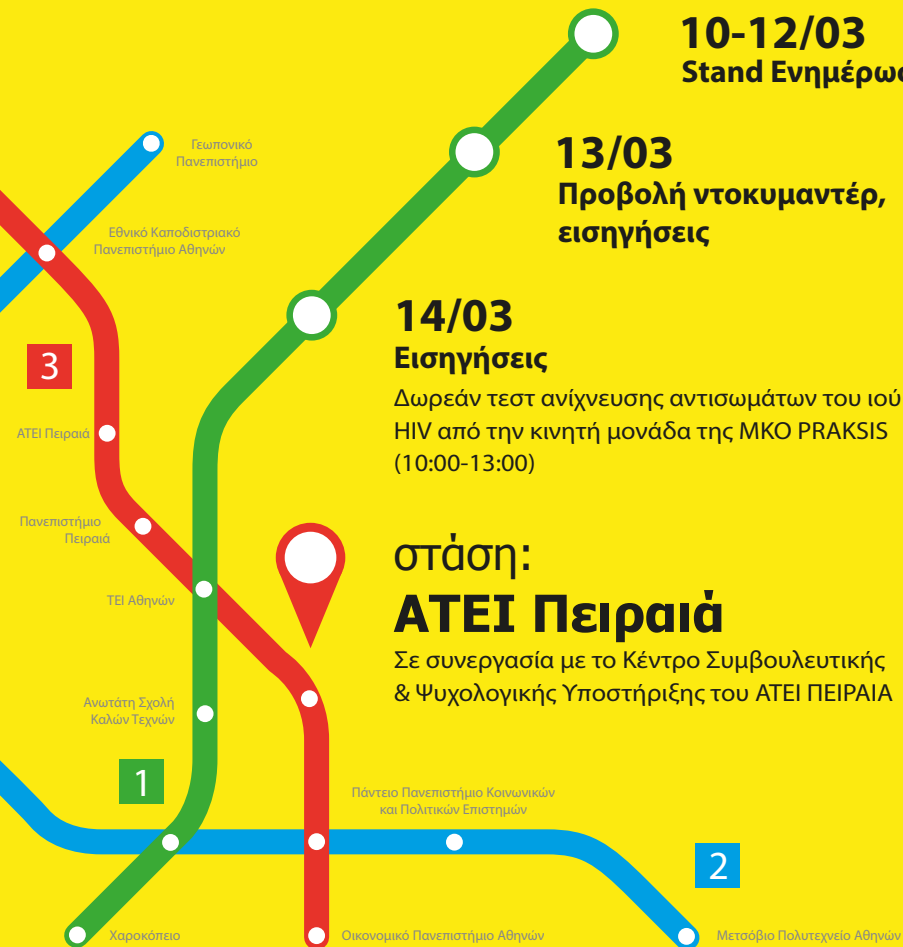 10-12/03
Stand
13/03
Προβολή ντοκυμαντέρ,
εισηγήσεις
Γεωπονικό
Πανεπιστήμιο
Εθνικό Καποδιστριακό
Πανεπιστήμιο Αθηνών
14/03
Εισηγήσεις
Δωρεάν τεστ ανίχνευσης αντισωμάτων του ιού
HIV από την κινητή μονάδα της ΜΚΟ PRAKSIS
(10:00-13:00)
3
ΑΤΕΙ Πειραιά
Πανεπιστήμιο
Πειραιά
ΤΕΙ Αθηνών
στάση:
ΑΤΕΙ Πειραιά
Σε συνεργασία με το Κέντρο Συμβουλευτικής
& Ψυχολογικής Υποστήριξης του ΑΤΕΙ ΠΕΙΡΑΙΑ
Ανωτάτη Σχολή
Καλών Τεχνών
1
Πάντειο Πανεπιστήμιο Κοινωνικών
και Πολιτικών Επιστημών
2
Χαροκόπειο
Οικονομικό Πανεπιστήμιο Αθηνών
Μετσόβιο Πολυτεχνείο Αθηνών